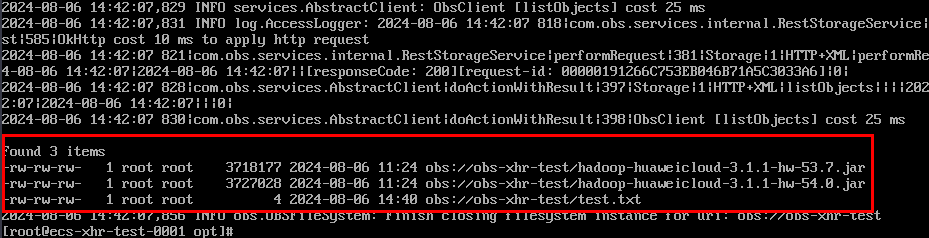 2024-08-06 14:42:07,829 INFO services.AbstractClient: ObsClient [listObjects] cost 25 ms
2024-08-06 14:42:07,831 INFO log.AccessLogger: 2024-08-06 14:42:07 818|com.obs.services.internal.RestStorageService|
st|585|OkHttp cost 10 ms to apply http request
2024-08-06 14:42:07 821|com.obs.services.internal.RestStorageService|performRequest|381|Storage|1|HTTP+XML|performRe
4-08-06 14:42:07|2024-08-06 14:42:07|||[responseCode: 200][request-id: 00000191266C753EB046B71A5C3033A6]|0|
2024-08-06 14:42:07 828|com.obs.services.AbstractClient|doActionWithResult|397|Storage|1|HTTP+XML|listObjects||||202
2:07|2024-08-06 14:42:07|||0|
2024-08-06 14:42:07 830|com.obs.services.AbstractClient|doActionWithResult|398|ObsClient [listObjects] cost 25 ms
Found 3 items
-rw-rw-rw- 1 root root 3718177 2024-08-06 11:24 obs://obs-xhr-test/hadoop-huaweicloud-3.1.1-hw-53.7.jar
-rw-rw-rw- 1 root root 3727028 2024-08-06 11:24 obs://obs-xhr-test/hadoop-huaweicloud-3.1.1-hw-54.0.jar
-rw-rw-rw- 1 root root 4 2024-08-06 14:40 obs://obs-xhr-test/test.txt
2024-08-06 14:42:07,856 INFO obs.OBSFileSystem: Finish closing filesystem instance for uri: obs://obs-xhr-test
[root@ecs-xhr-test-0001 opt]#